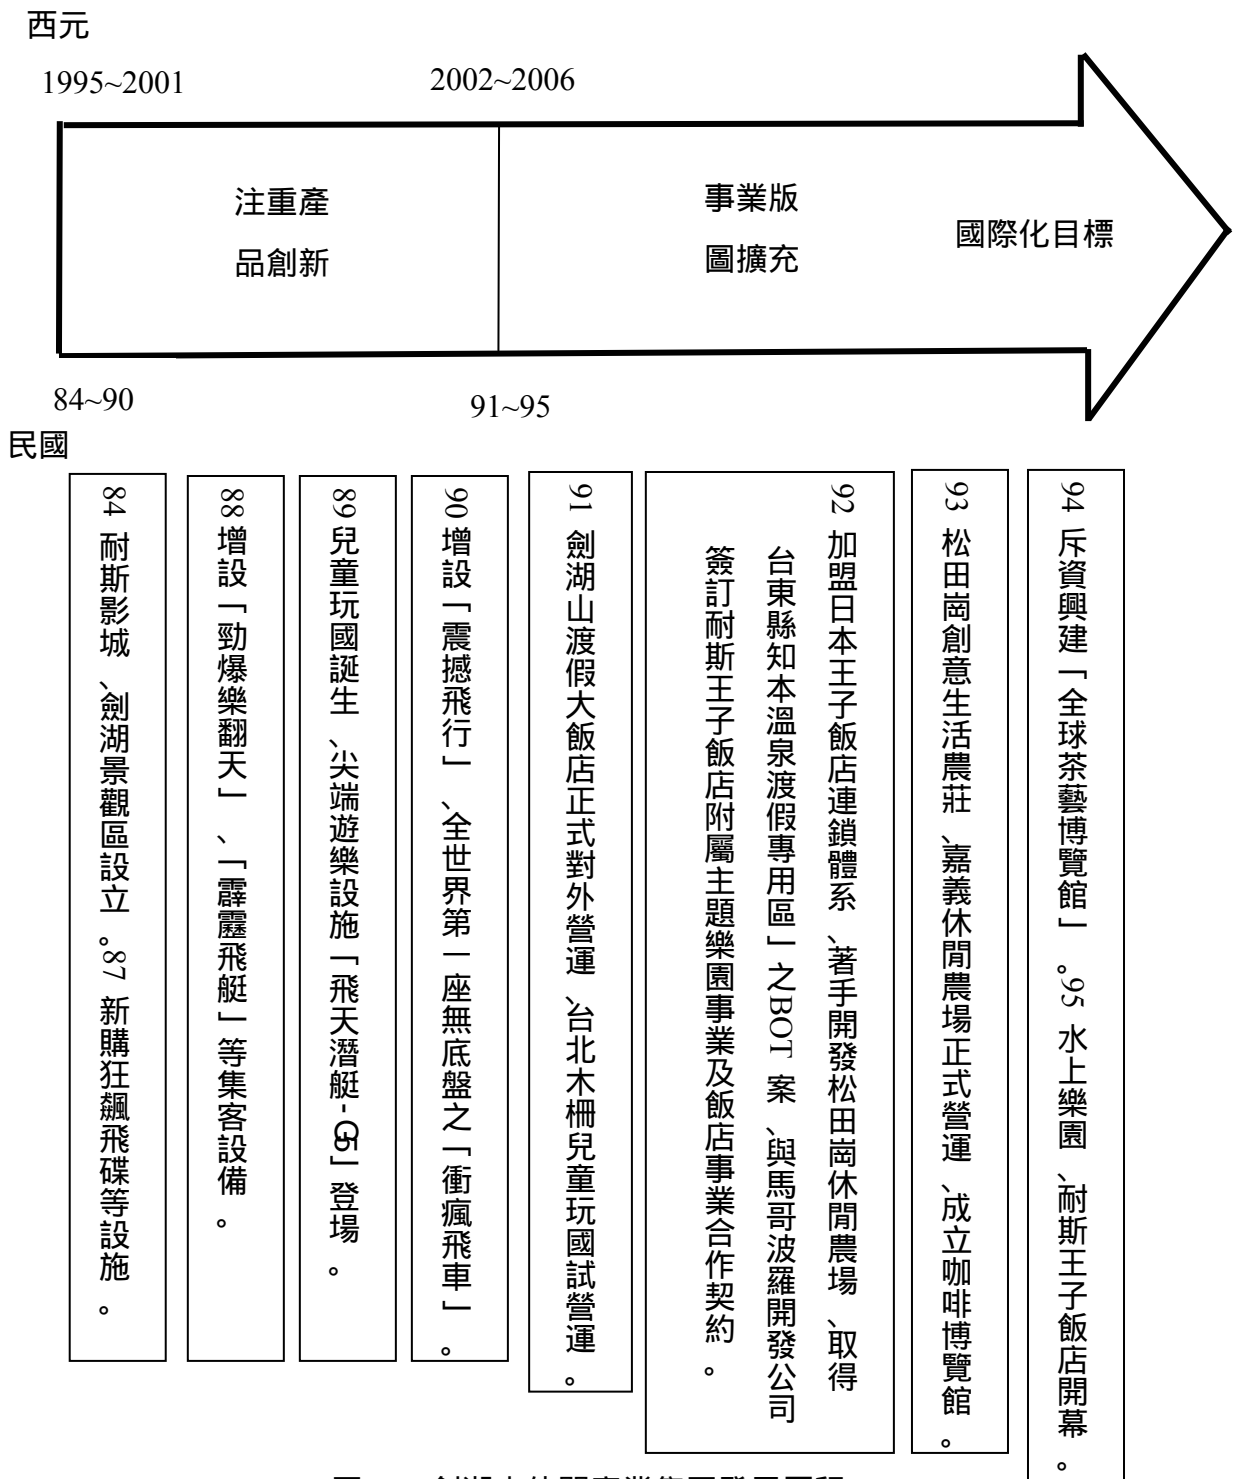 西元
1995~2001
2002~2006
注重產
品創新
事業版
圖擴充
國際化目標
84~90
91~95
民國
84 耐斯影城、劍湖景觀區設立。87 新購狂飆飛碟等設施。
88增設「勁爆樂翻天」、「霹靂飛艇」等集客設備。
89兒童玩國誕生、尖端遊樂設施「飛天潛艇-G5」登場。
90 增設「震撼飛行」、全世界第一座無底盤之「衝瘋飛車」。
91 劍湖山渡假大飯店正式對外營運、台北木柵兒童玩國試營運。
92 加盟日本王子飯店連鎖體系、著手開發松田崗休閒農場、取得
台東縣知本溫泉渡假專用區」之BOT 案、與馬哥波羅開發公司
簽訂耐斯王子飯店附屬主題樂園事業及飯店事業合作契約。
93 松田崗創意生活農莊、嘉義休閒農場正式營運、成立咖啡博覽館。
94 斥資興建「全球茶藝博覽館」。95 水上樂園、耐斯王子飯店開幕。